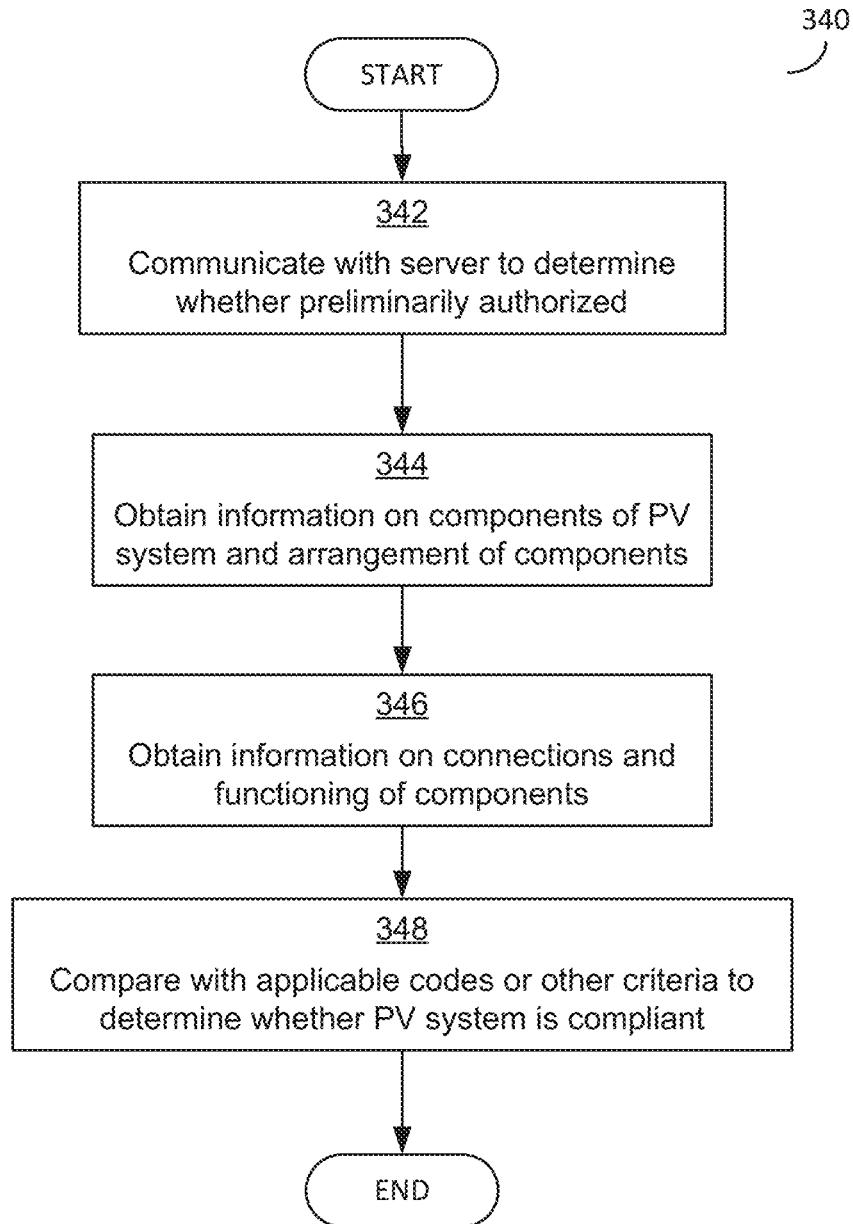 340
START
342
Communicate with server to determine
whether preliminarily authorized
344
Obtain information on components of PV
system and arrangement of components
346
Obtain information on connections and
functioning of components
348
Compare with applicable codes or other criteria to
determine whether PV system is compliant
END